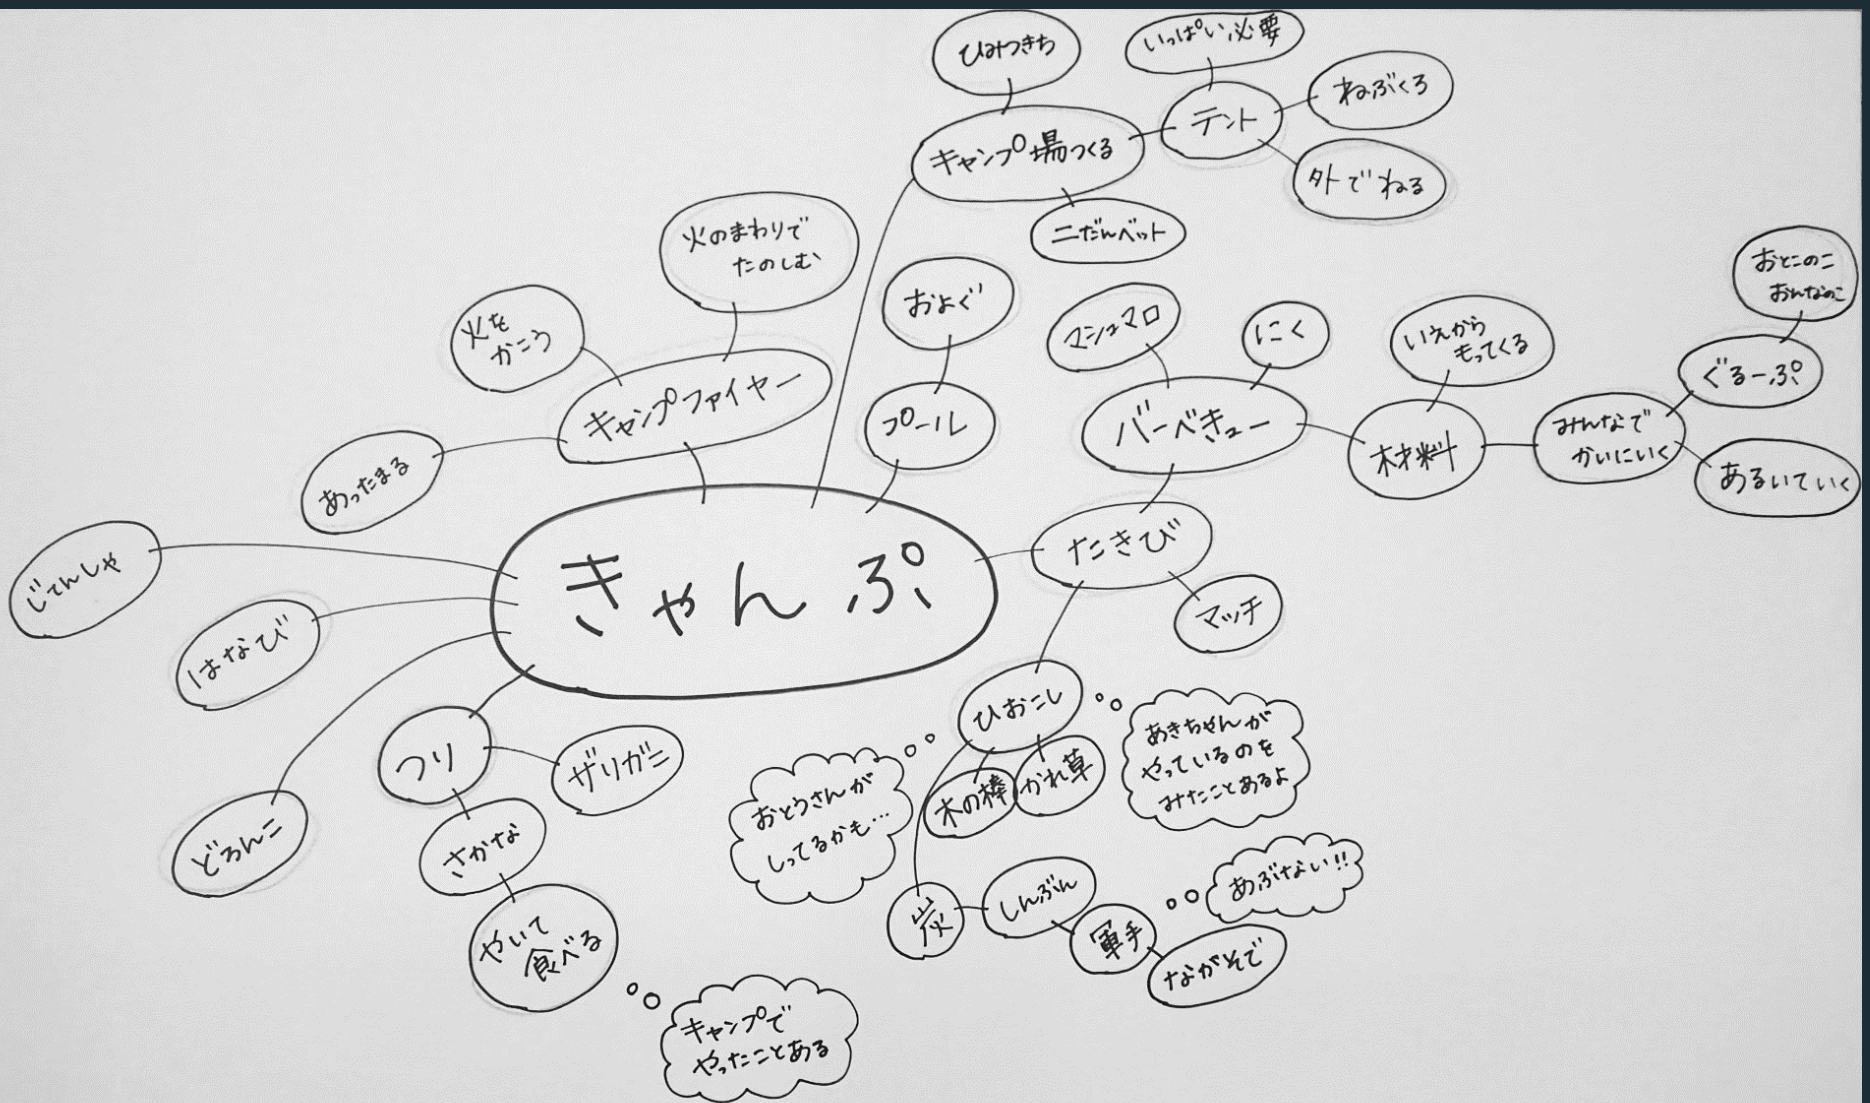 ひみつきち
いっぱい必要
ねぶくろ
テント
キャンプ場つくる
外でねる
二だんベット
火のまわりで
たのしむ
火を
かこう
キャンプファイヤー
あったまる
およぐ
プール
マシュマロ
にく
バーベキュー
いえから
もってくる
材料
みんなで
かいにいく
ぐるーぷ
おとこのこ
おんなのこ
あるいていく
きゃんぷ
じてんしゃ
はなび
どろんこ
つり
ザリガニ
さかな
やいて
食べる
キャンプで
やったことある
たきび
マッチ
ひおこし
木の棒
かれ草
おとうさんが
しってるかも…
あきちゃんが
やっているのを
みたことあるよ
炭
しんぶん
軍手
あぶない!!
ながそで